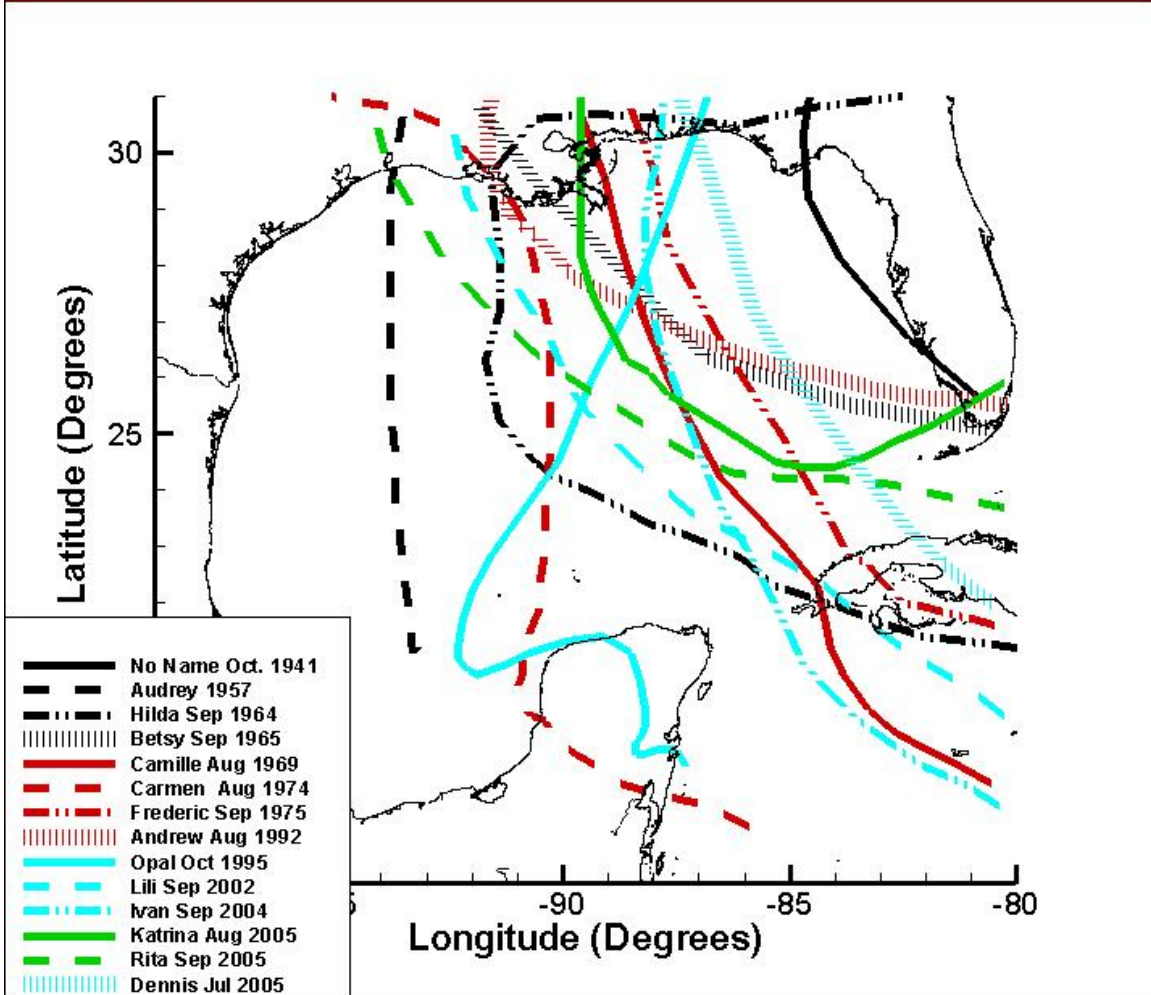 30
25
Latitude (Degrees)
No Name Oct. 1941
Audrey 1957
Hilda Sep 1964
Betsy Sep 1965
Camille Aug 1969
Carmen Aug 1974
Frederic Sep 1975
Andrew Aug 1992
Opal Oct 1995
Lili Sep 2002
Ivan Sep 2004
Katrina Aug 2005
Rita Sep 2005
Dennis Jul 2005
5 -90 -85 -80
Longitude (Degrees)